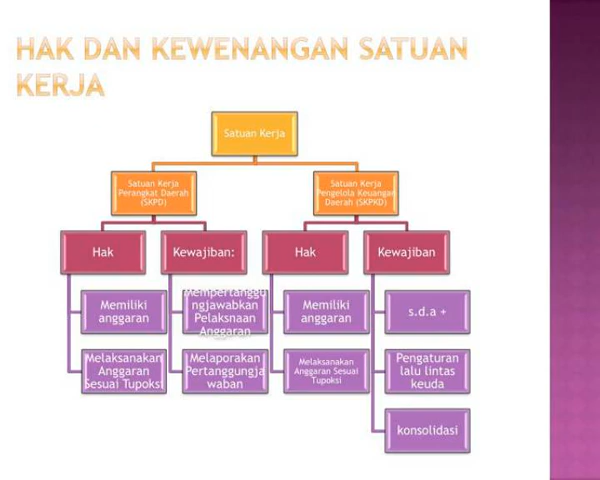 HAK DAN KEWENANGAN SATUAN
KERJA
Satuan Kerja
Satuan Kerja
Perangkat Daerah
(SKPD)
Satuan Kerja
Pengelola Keuangan
Daerah (SKPKD)
Hak
Kewajiban:
Hak
Kewajiban
Memiliki
anggaran
Mempertanggu
ngjawabkan
Pelaksnaan
Anggaran
Memiliki
anggaran
s.d.a +
Melaksanakan
Anggaran
Sesuai Tupoksi
Melaporakan
Pertanggungja
waban
Melaksanakan
Anggaran Sesuai
Tupoksi
Pengaturan
lalu lintas
keuda
konsolidasi